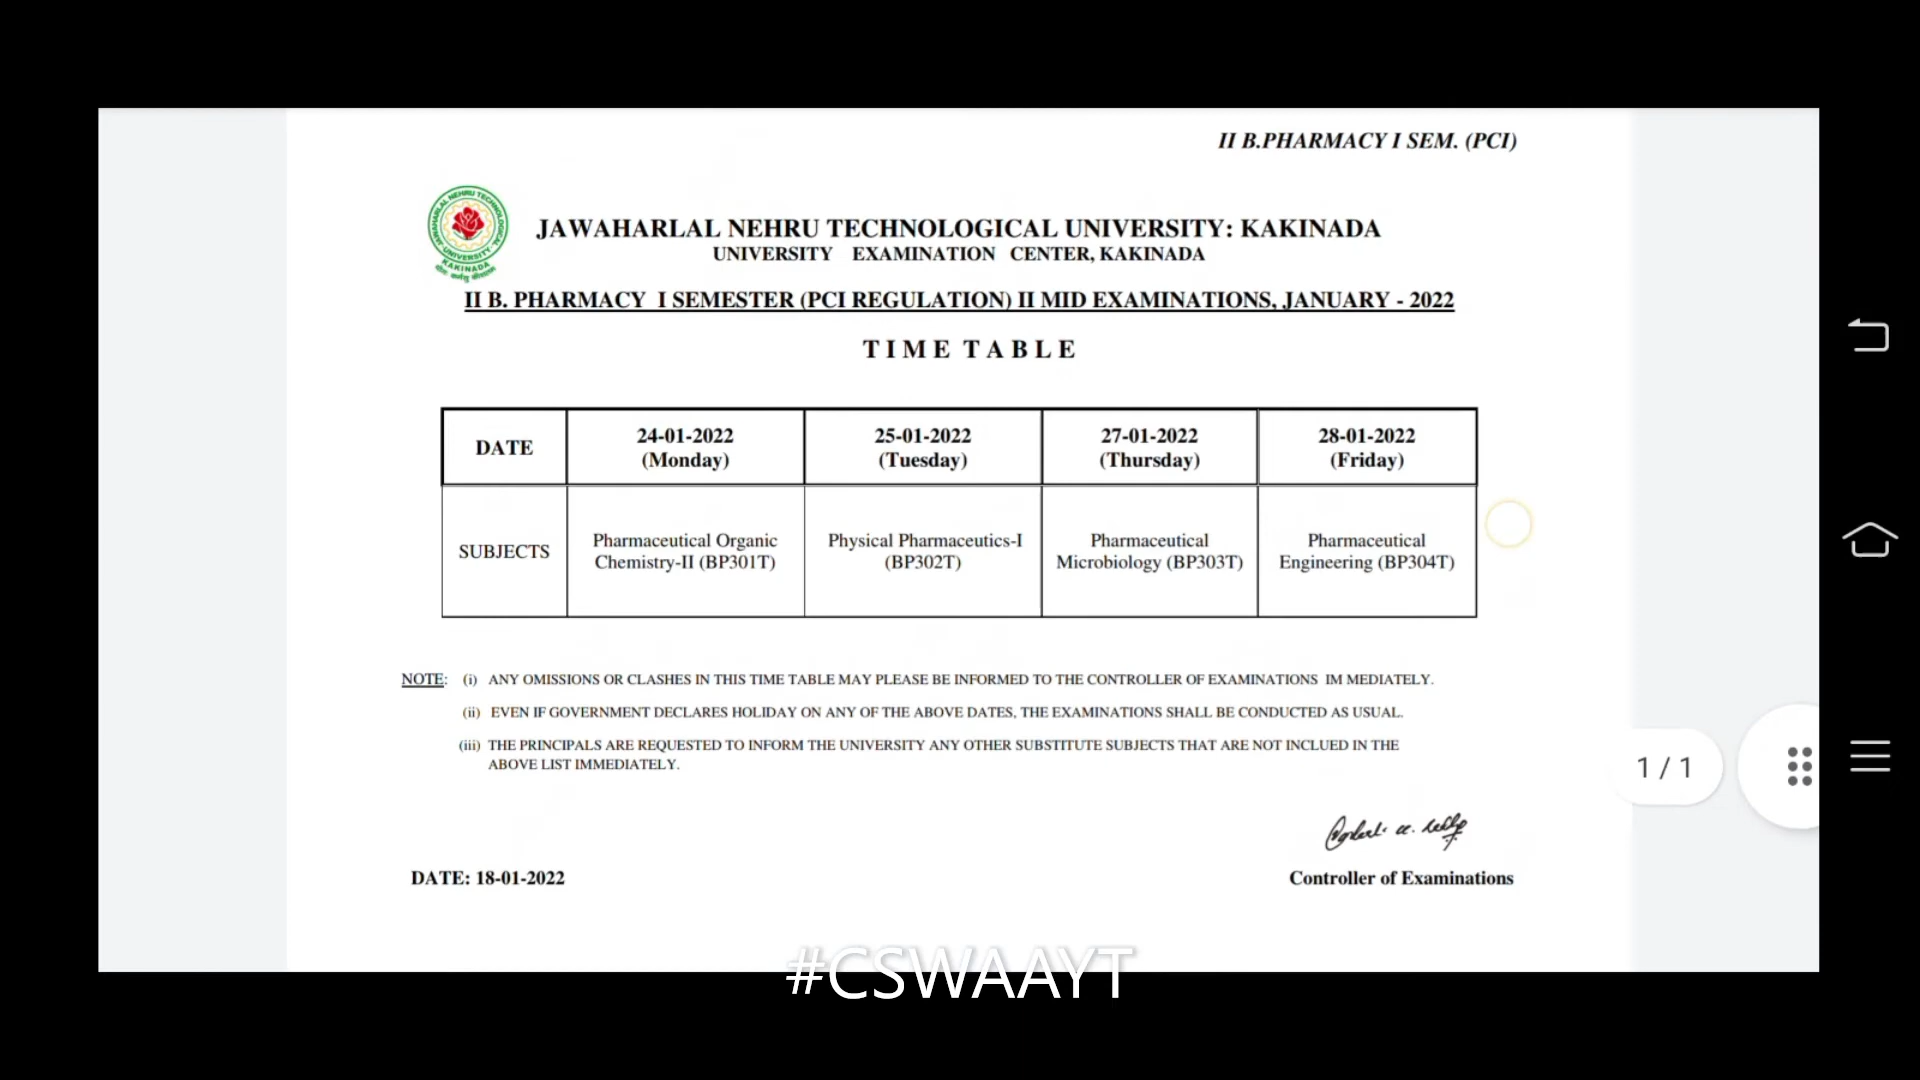 II B.PHARMACY I SEM. (PCI)
JAWAHARLAL NEHRU TECHNOLOGICAL UNIVERSITY: KAKINADA
UNIVERSITY EXAMINATION CENTER, KAKINADA
II B. PHARMACY I SEMESTER (PCI REGULATION) II MID EXAMINATIONS, JANUARY - 2022
T I M E T A B L E
DATE
24-01-2022
(Monday)
25-01-2022
(Tuesday)
27-01-2022
(Thursday)
28-01-2022
(Friday)
SUBJECTS
Pharmaceutical Organic
Chemistry-II (BP301T)
Physical Pharmaceutics-I
(BP302T)
Pharmaceutical
Microbiology (BP303T)
Pharmaceutical
Engineering (BP304T)
NOTE: (i) ANY OMISSIONS OR CLASHES IN THIS TIME TABLE MAY PLEASE BE INFORMED TO THE CONTROLLER OF EXAMINATIONS IM MEDIATELY.
(ii) EVEN IF GOVERNMENT DECLARES HOLIDAY ON ANY OF THE ABOVE DATES, THE EXAMINATIONS SHALL BE CONDUCTED AS USUAL.
(iii) THE PRINCIPALS ARE REQUESTED TO INFORM THE UNIVERSITY ANY OTHER SUBSTITUTE SUBJECTS THAT ARE NOT INCLUED IN THE
ABOVE LIST IMMEDIATELY.
1 / 1
DATE: 18-01-2022
Controller of Examinations
#CSWAAYT